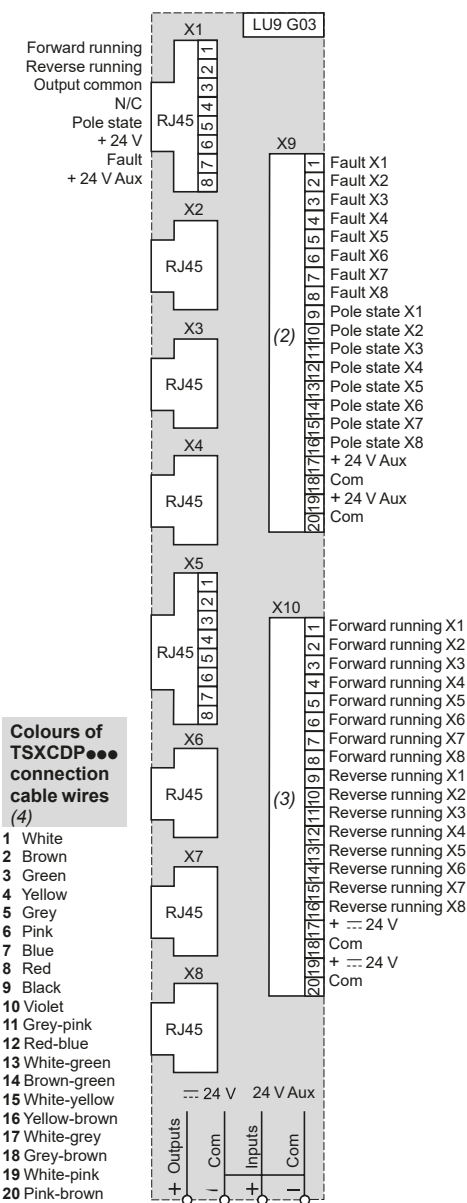 LU9 G03
X1
Forward running
Reverse running
Output common
N/C
Pole state
+ 24 V
Fault
+ 24 V Aux
RJ45
1
2
3
4
5
6
7
8
X2
RJ45
X3
RJ45
X4
RJ45
X5
RJ45
1
2
3
4
5
6
7
8
X6
RJ45
X7
RJ45
X8
RJ45
X9
(2)
1 Fault X1
2 Fault X2
3 Fault X3
4 Fault X4
5 Fault X5
6 Fault X6
7 Fault X7
8 Fault X8
9 Pole state X1
10 Pole state X2
11 Pole state X3
12 Pole state X4
13 Pole state X5
14 Pole state X6
15 Pole state X7
16 Pole state X8
17 + 24 V Aux
18 Com
19 + 24 V Aux
20 Com
X10
(3)
1 Forward running X1
2 Forward running X2
3 Forward running X3
4 Forward running X4
5 Forward running X5
6 Forward running X6
7 Forward running X7
8 Forward running X8
9 Reverse running X1
10 Reverse running X2
11 Reverse running X3
12 Reverse running X4
13 Reverse running X5
14 Reverse running X6
15 Reverse running X7
16 Reverse running X8
17 + ⎓ 24 V
18 Com
19 + ⎓ 24 V
20 Com
Colours of
TSXCDP●●●
connection
cable wires
(4)
1 White
2 Brown
3 Green
4 Yellow
5 Grey
6 Pink
7 Blue
8 Red
9 Black
10 Violet
11 Grey-pink
12 Red-blue
13 White-green
14 Brown-green
15 White-yellow
16 Yellow-brown
17 White-grey
18 Grey-brown
19 White-pink
20 Pink-brown
⎓ 24 V
24 V Aux
+ Outputs
– Com
+ Inputs
– Com